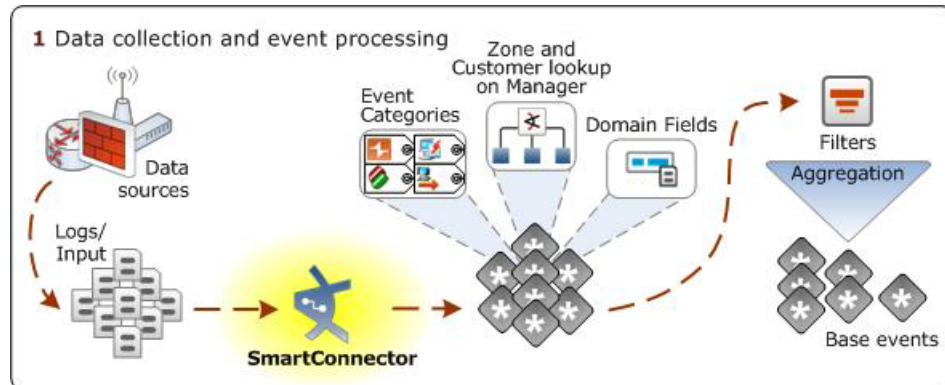 1 Data collection and event processing
Data
sources
Logs/
Input
SmartConnector
Event
Categories
Zone and
Customer lookup
on Manager
Domain Fields
Filters
Aggregation
Base events